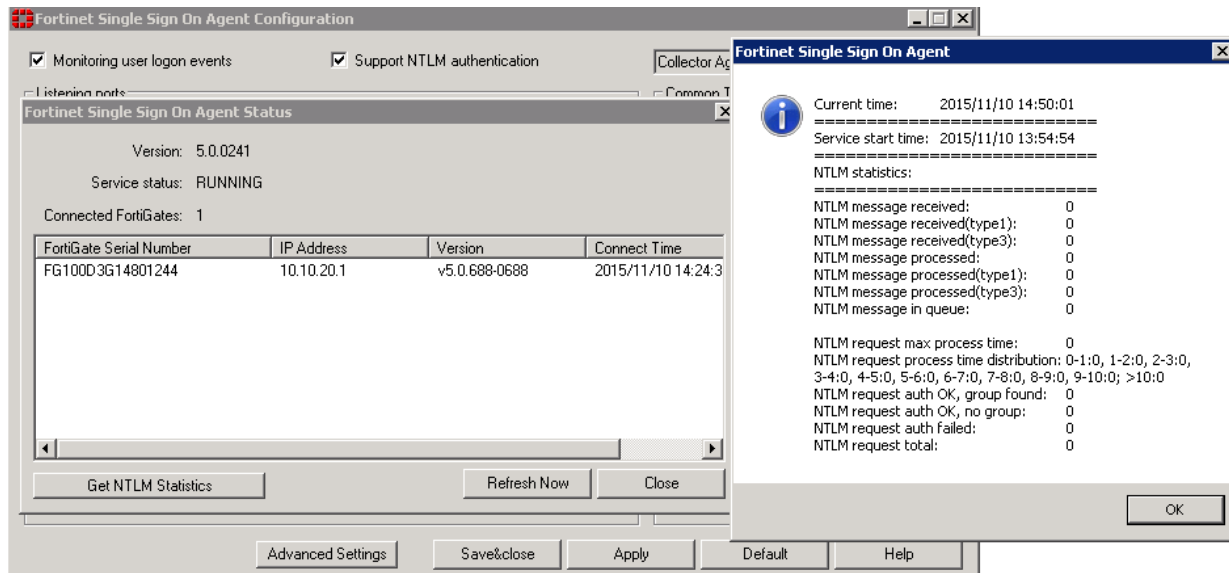 Fortinet Single Sign On Agent Configuration
Monitoring user logon events
Support NTLM authentication
Collector Ag
Listening ports
Common T
Fortinet Single Sign On Agent Status
Version: 5.0.0241
Service status: RUNNING
Connected FortiGates: 1
FortiGate Serial Number IP Address Version Connect Time
FG100D3G14801244 10.10.20.1 v5.0.688-0688 2015/11/10 14:24:3
Get NTLM Statistics Refresh Now Close
Advanced Settings Save&close Apply Default Help
Fortinet Single Sign On Agent
Current time: 2015/11/10 14:50:01
============================
Service start time: 2015/11/10 13:54:54
============================
NTLM statistics:
============================
NTLM message received: 0
NTLM message received(type1): 0
NTLM message received(type3): 0
NTLM message processed: 0
NTLM message processed(type1): 0
NTLM message processed(type3): 0
NTLM message in queue: 0
NTLM request max process time: 0
NTLM request process time distribution: 0-1:0, 1-2:0, 2-3:0,
3-4:0, 4-5:0, 5-6:0, 6-7:0, 7-8:0, 8-9:0, 9-10:0; >10:0
NTLM request auth OK, group found: 0
NTLM request auth OK, no group: 0
NTLM request auth failed: 0
NTLM request total: 0
OK